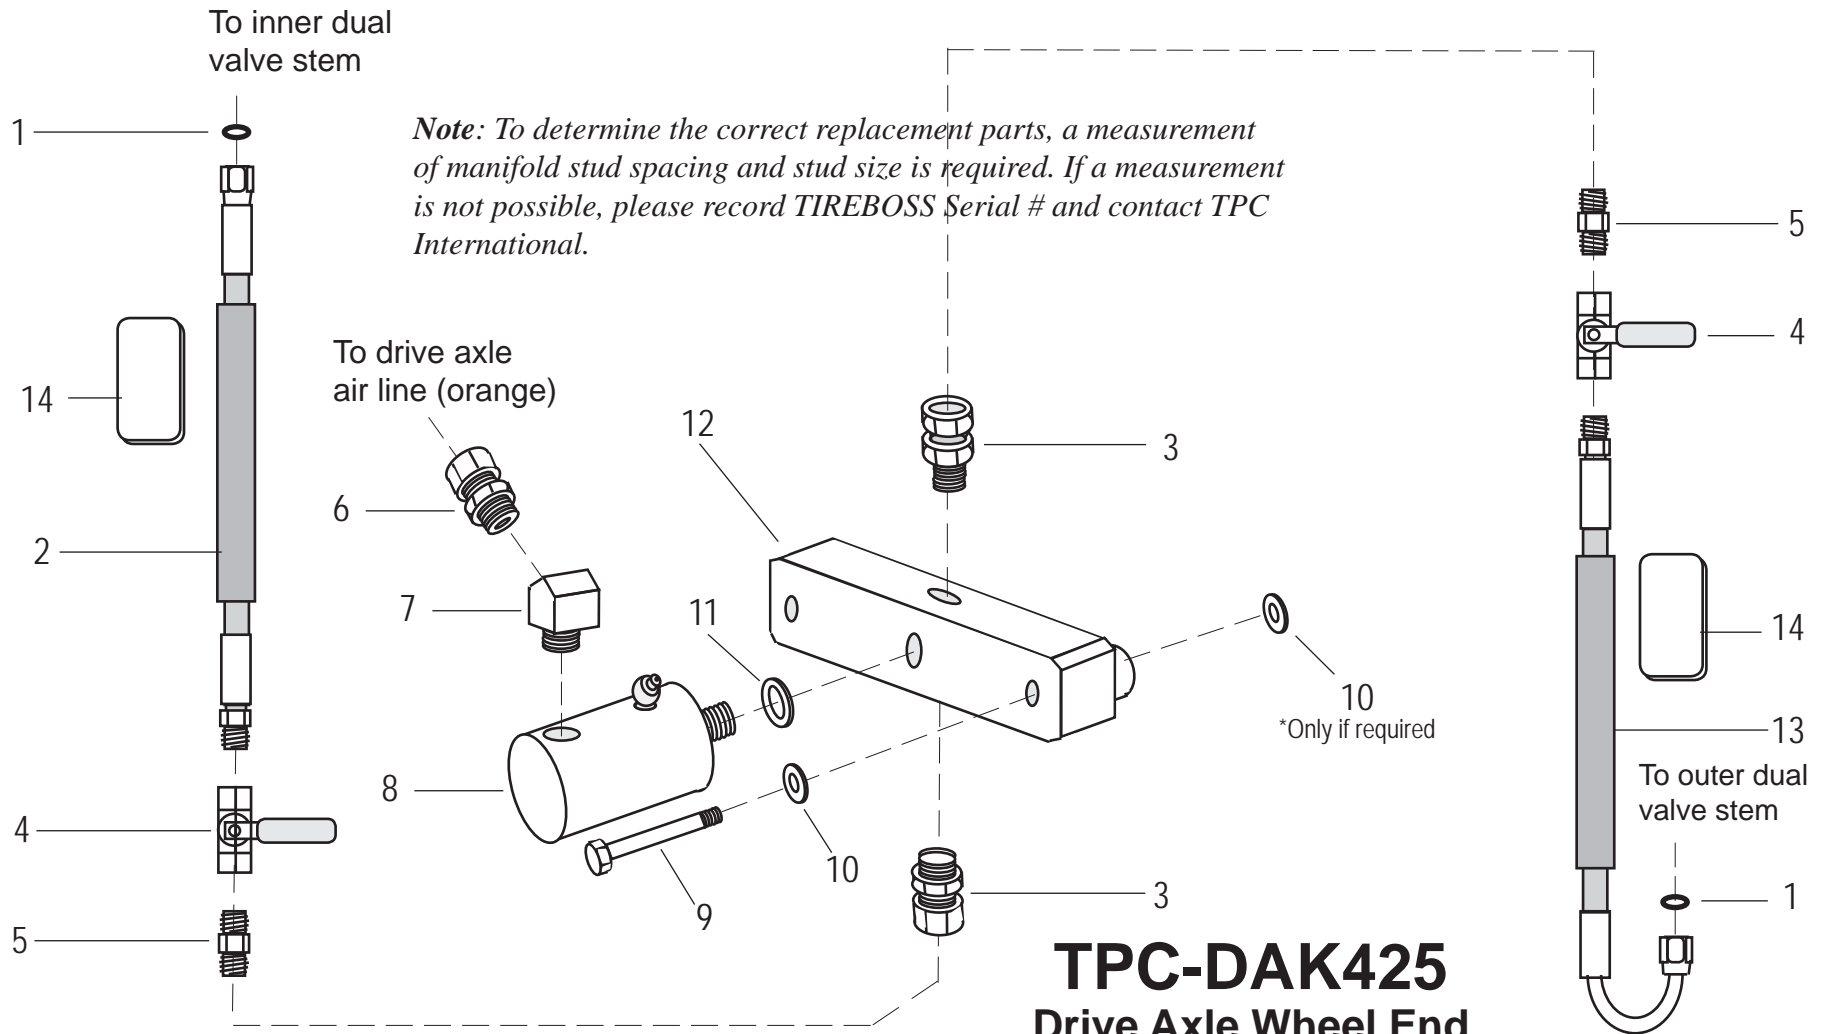 To inner dual
valve stem
1
Note: To determine the correct replacement parts, a measurement
of manifold stud spacing and stud size is required. If a measurement
is not possible, please record TIREBOSS Serial # and contact TPC
International.
5
4
14
To drive axle
air line (orange)
12
3
6
2
7
11
10
*Only if required
14
13
To outer dual
valve stem
8
4
10
9
3
1
5
TPC-DAK425
Drive Axle Wheel End